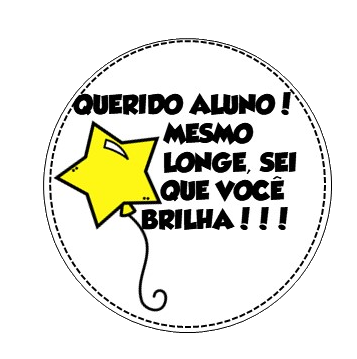 QUERIDO ALUNO!
MESMO
LONGE, SEI
QUE VOCÊ
BRILHA!!!